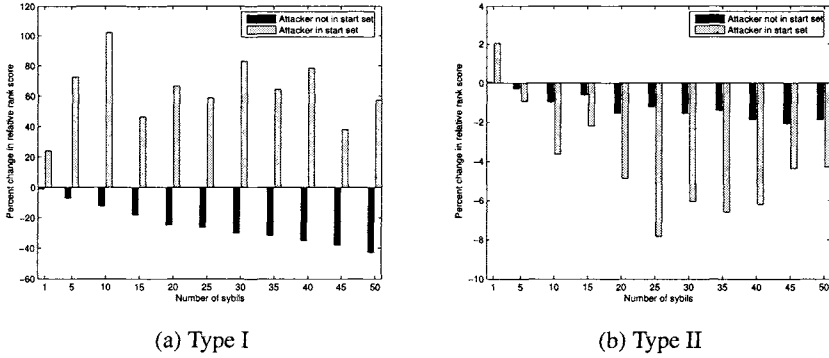 Attacker not in start set
Attacker in start set
Percent change in relative rank score
120
100
80
60
40
20
0
−20
−40
−60
1 5 10 15 20 25 30 35 40 45 50
Number of sybils
(a) Type I
Attacker not in start set
Attacker in start set
Percent change in relative rank score
4
2
0
−2
−4
−6
−8
−10
1 5 10 15 20 25 30 35 40 45 50
Number of sybils
(b) Type II